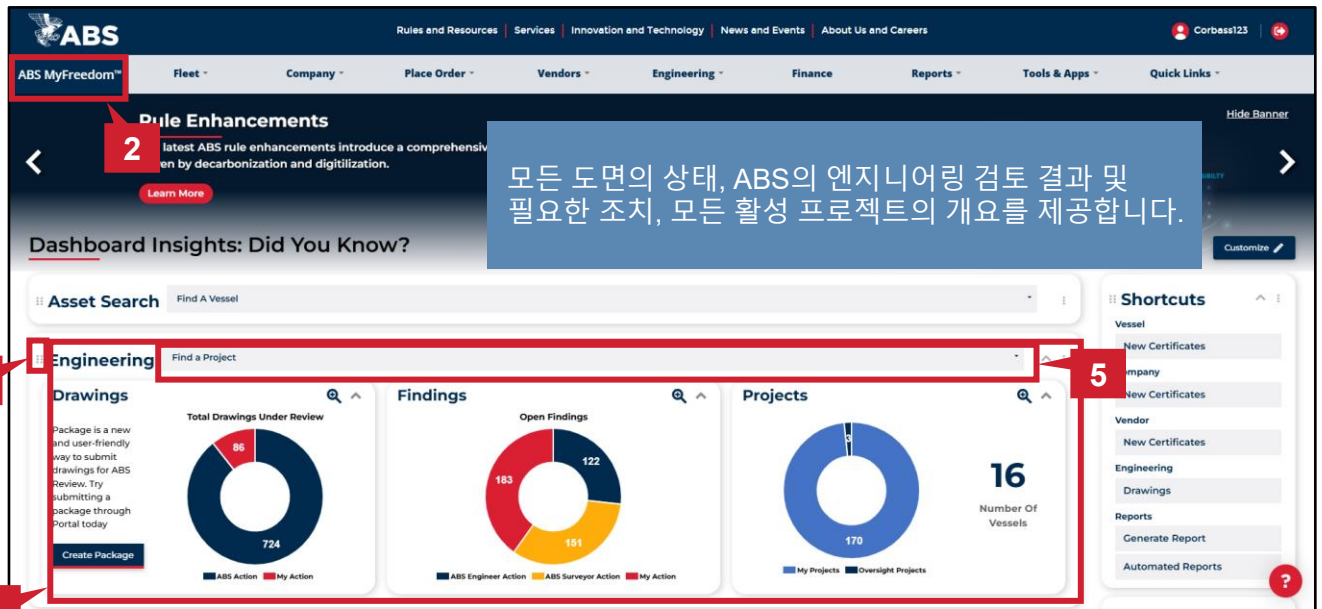 ABS
Rules and Resources | Services | Innovation and Technology | News and Events | About Us and Careers
Corbass123
ABS MyFreedom™
Fleet
Company
Place Order
Vendors
Engineering
Finance
Reports
Tools & Apps
Quick Links
2
Rule Enhancements
latest ABS rule enhancements introduce a comprehensiv
en by decarbonization and digitilization.
Learn More
Hide Banner
모든 도면의 상태, ABS의 엔지니어링 검토 결과 및
필요한 조치, 모든 활성 프로젝트의 개요를 제공합니다.
Dashboard Insights: Did You Know?
Customize
Asset Search
Find A Vessel
Engineering
Find a Project
5
Drawings
Package is a new
and user-friendly
way to submit
drawings for ABS
Review. Try
submitting a
package through
Portal today
Create Package
Total Drawings Under Review
86
724
ABS Action
My Action
Findings
Open Findings
122
183
151
ABS Engineer Action
ABS Surveyor Action
My Action
Projects
3
170
My Projects
Oversight Projects
16
Number Of
Vessels
Shortcuts
Vessel
New Certificates
ompany
New Certificates
Vendor
New Certificates
Engineering
Drawings
Reports
Generate Report
Automated Reports
?